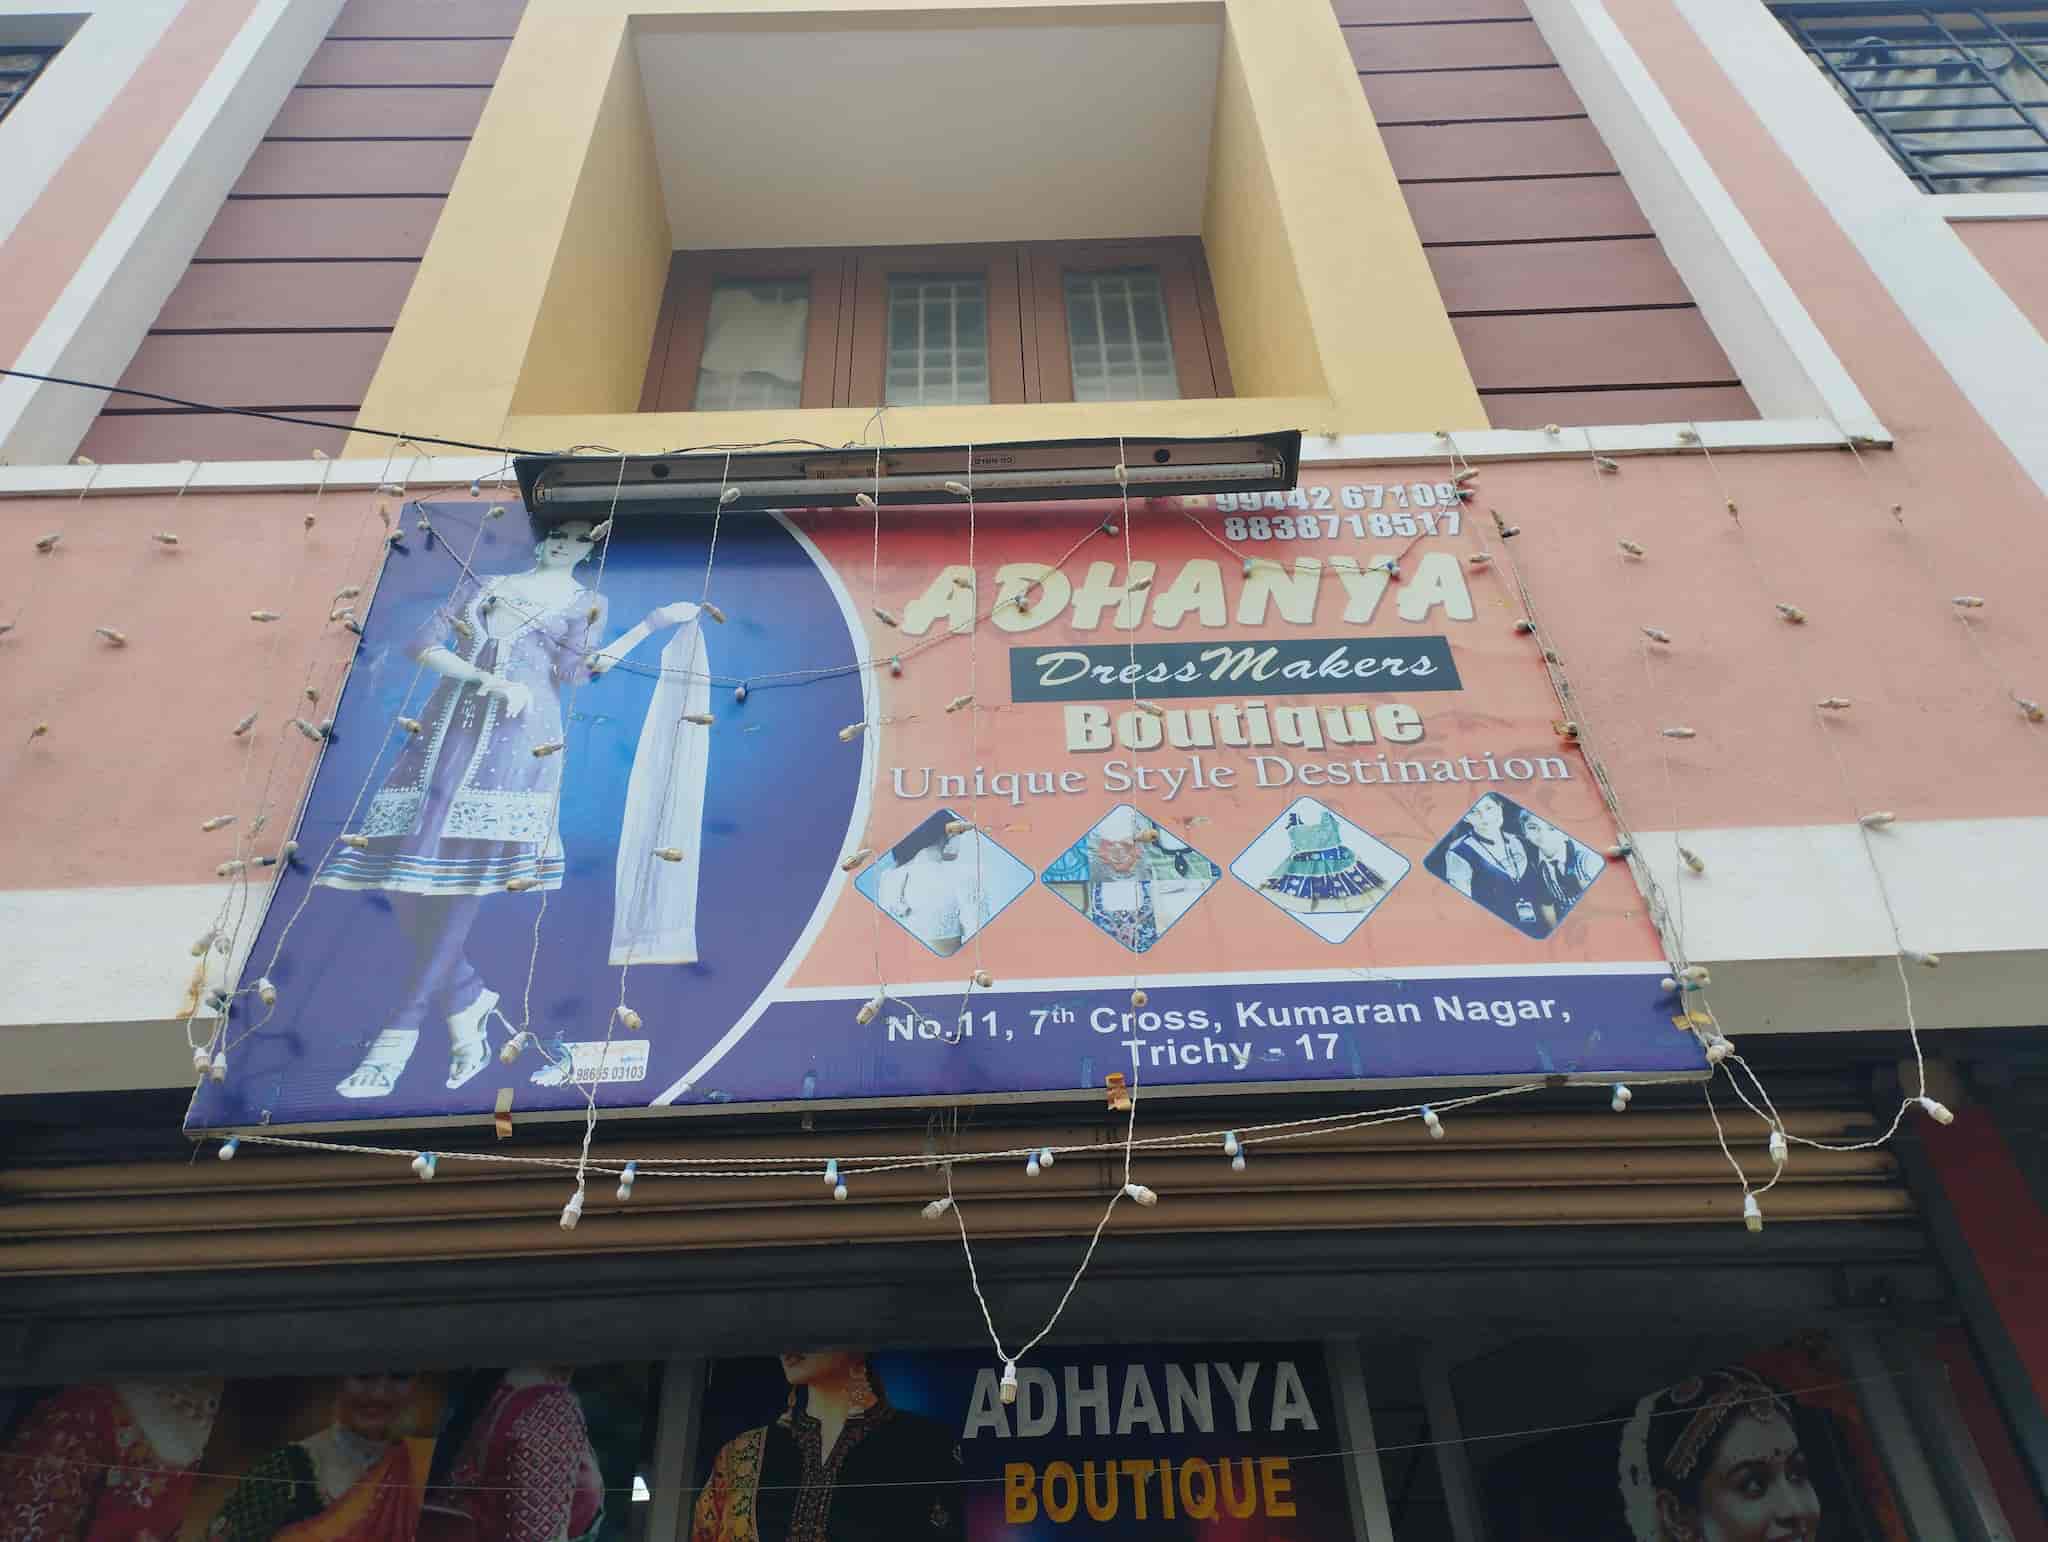 99442 67109
8838718517
ADHANYA
DressMakers
Boutique
Unique Style Destination
No.11, 7th Cross, Kumaran Nagar,
Trichy - 17
03103
ADHANYA
BOUTIQUE